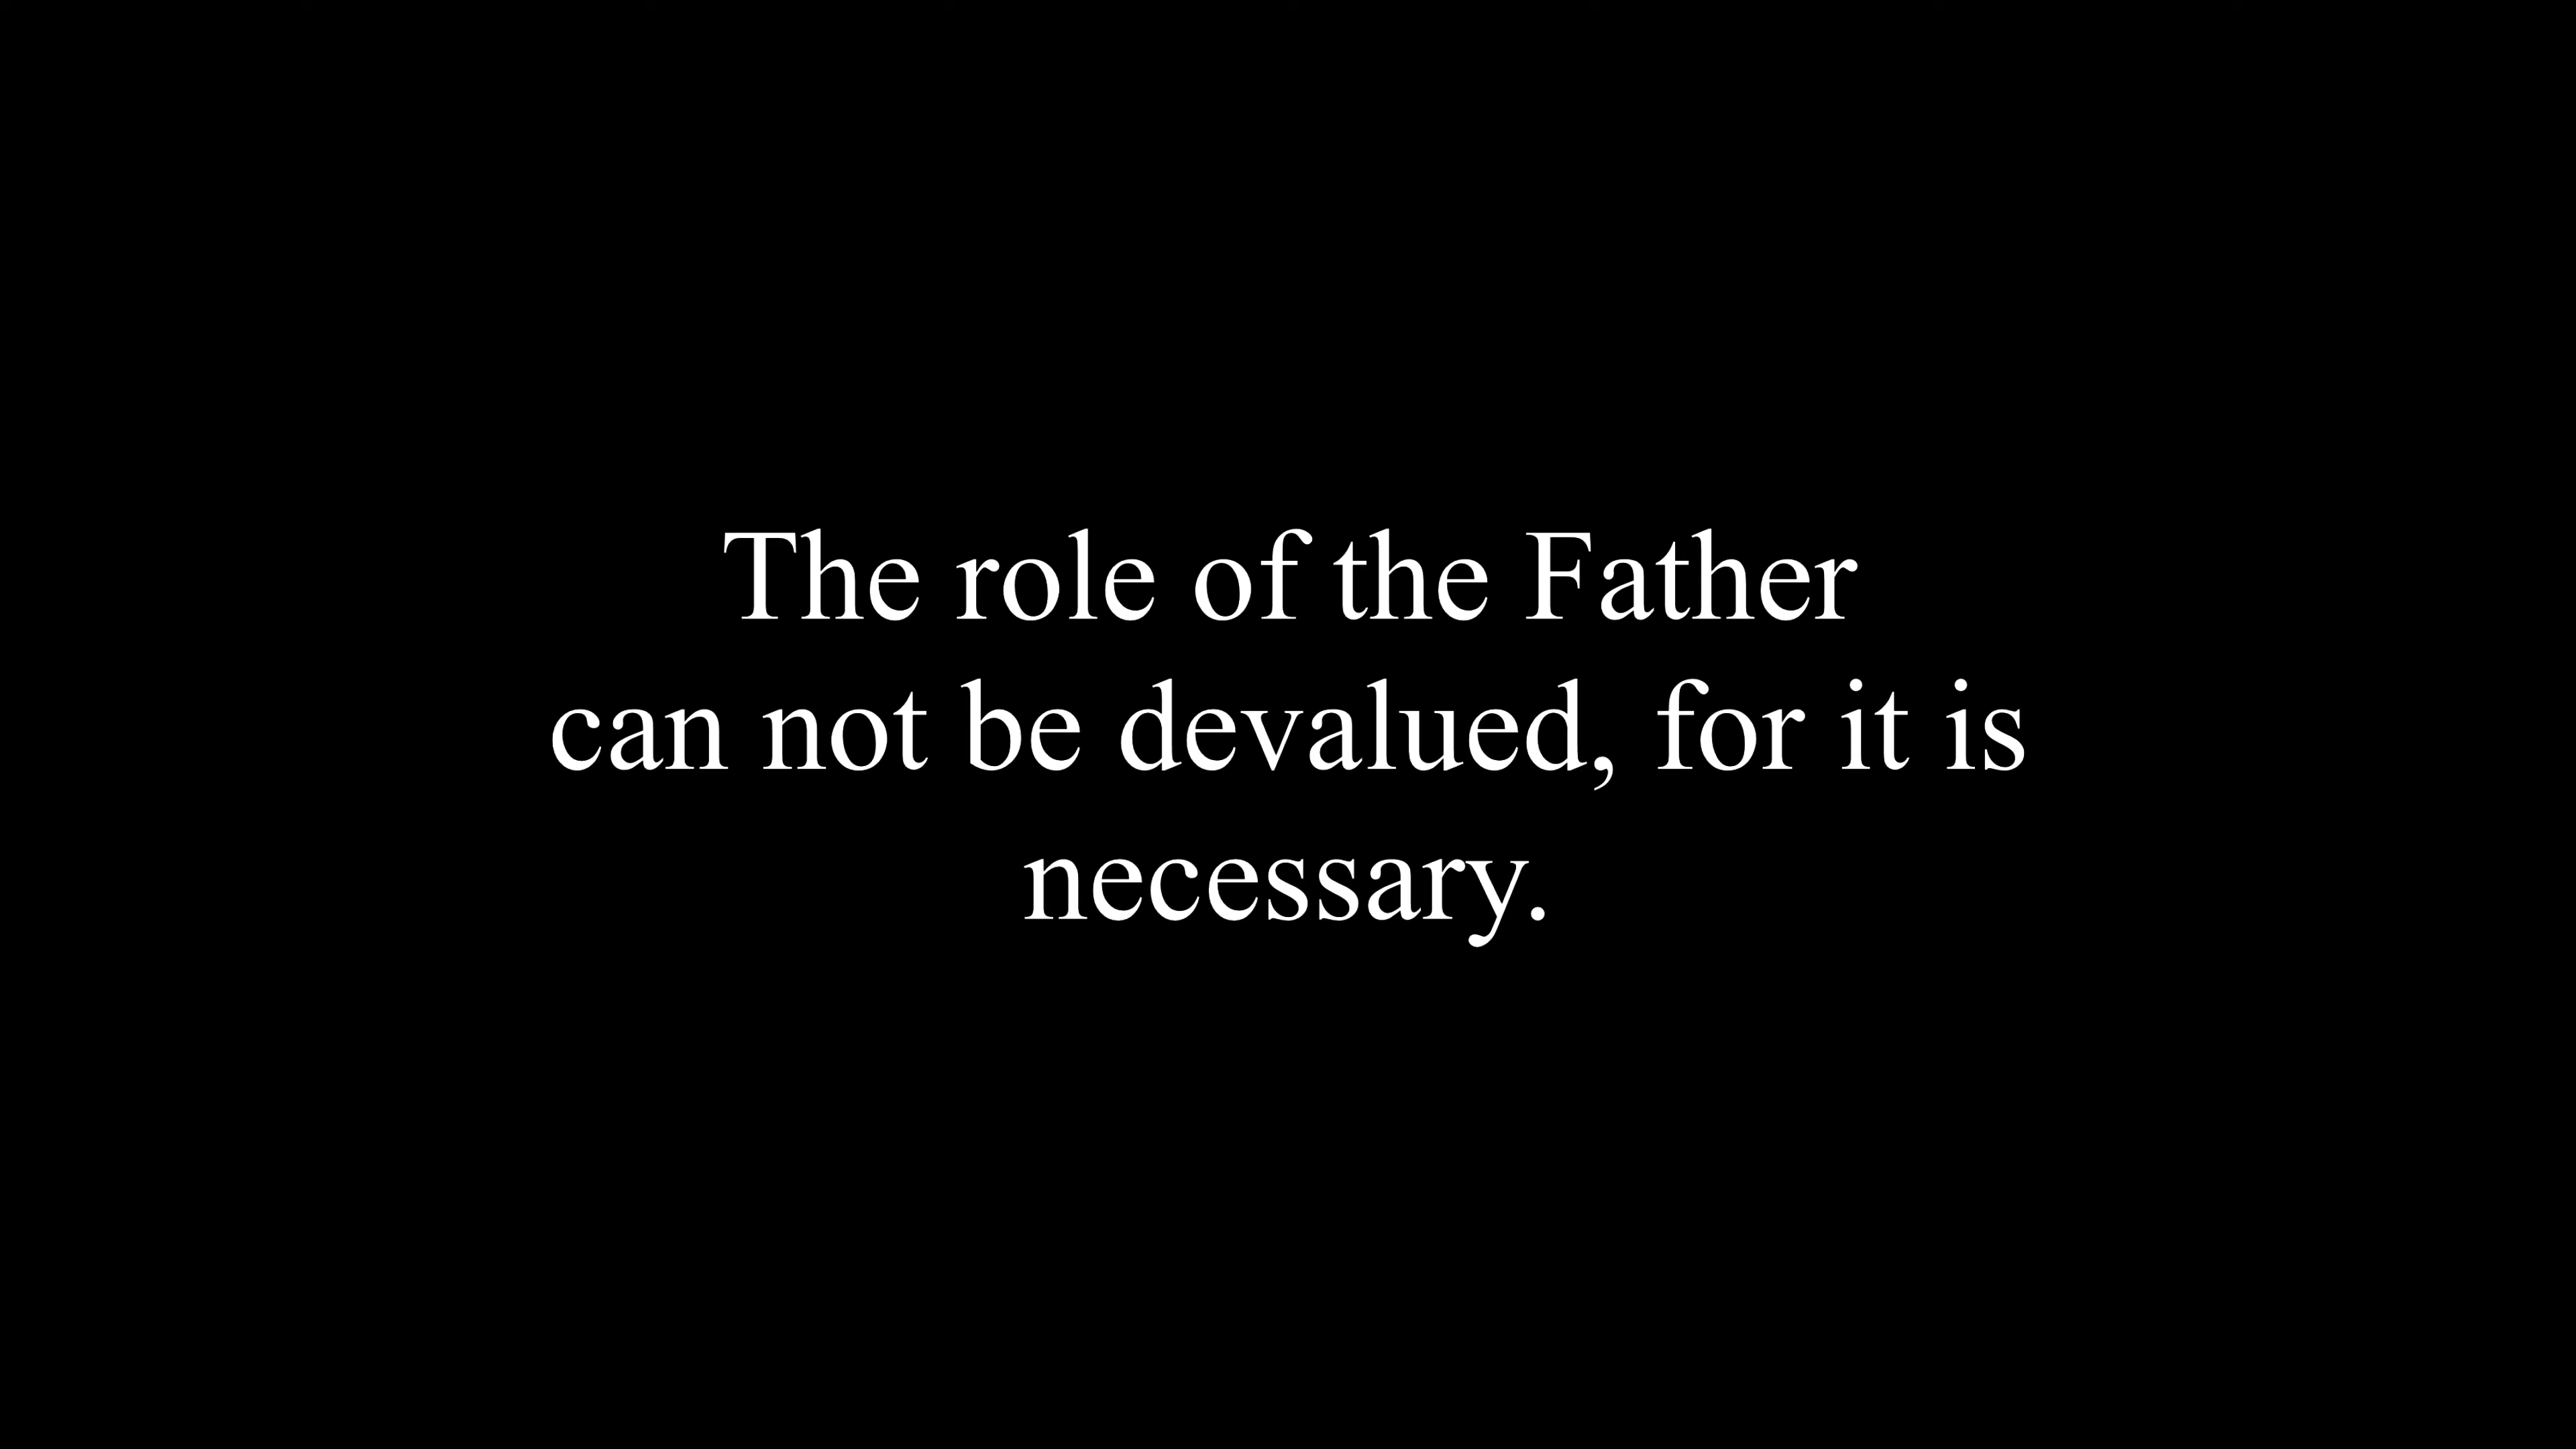 The role of the Father
can not be devalued, for it is
necessary.